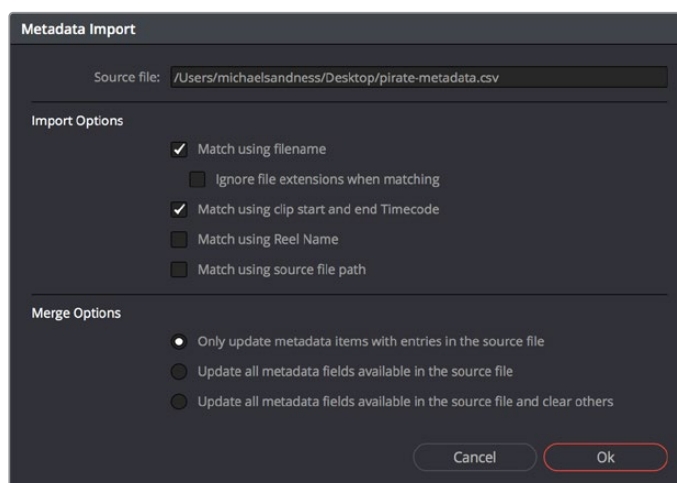 Metadata Import
Source file: /Users/michaelsandness/Desktop/pirate-metadata.csv
Import Options
Match using filename
Ignore file extensions when matching
Match using clip start and end Timecode
Match using Reel Name
Match using source file path
Merge Options
Only update metadata items with entries in the source file
Update all metadata fields available in the source file
Update all metadata fields available in the source file and clear others
Cancel Ok